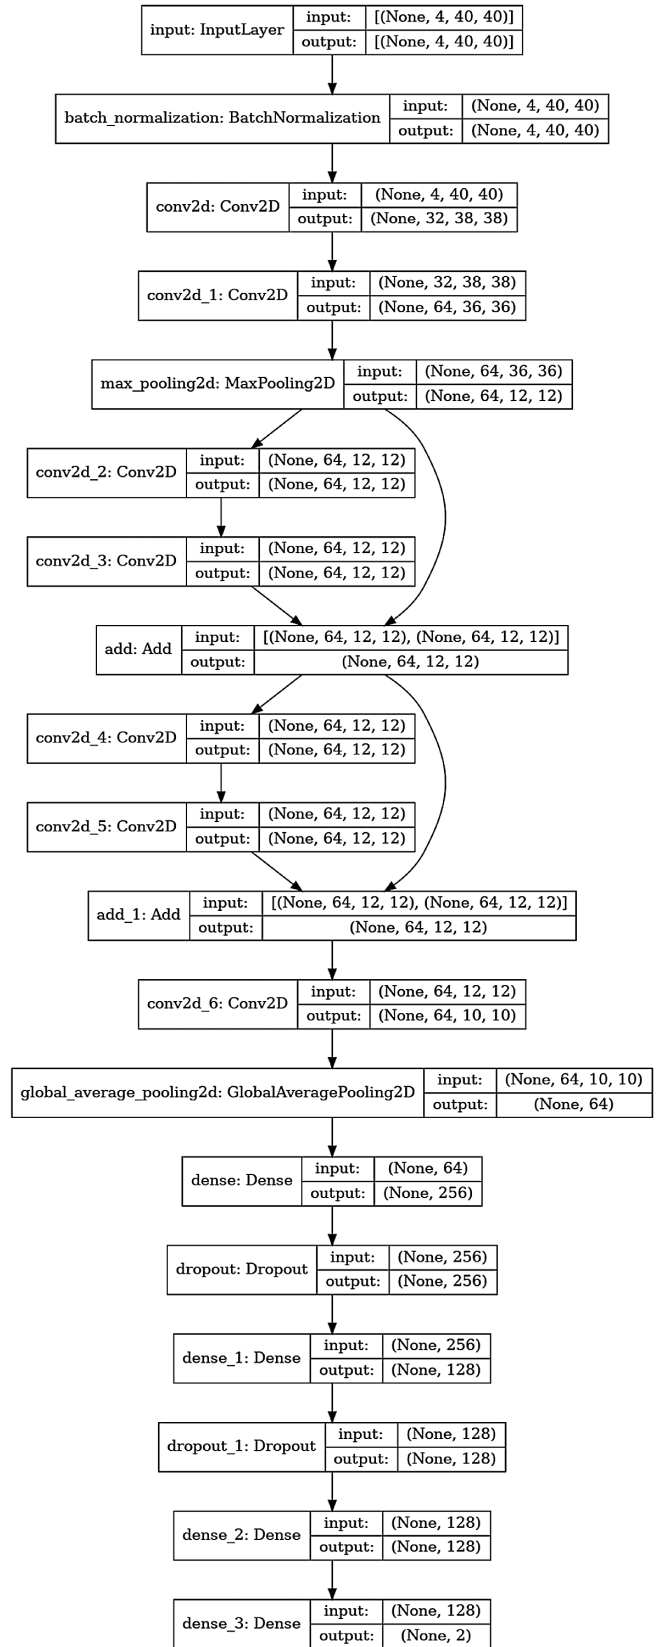 input: InputLayer
input: [(None, 4, 40, 40)]
output: [(None, 4, 40, 40)]
batch_normalization: BatchNormalization
input: (None, 4, 40, 40)
output: (None, 4, 40, 40)
conv2d: Conv2D
input: (None, 4, 40, 40)
output: (None, 32, 38, 38)
conv2d_1: Conv2D
input: (None, 32, 38, 38)
output: (None, 64, 36, 36)
max_pooling2d: MaxPooling2D
input: (None, 64, 36, 36)
output: (None, 64, 12, 12)
conv2d_2: Conv2D
input: (None, 64, 12, 12)
output: (None, 64, 12, 12)
conv2d_3: Conv2D
input: (None, 64, 12, 12)
output: (None, 64, 12, 12)
add: Add
input: [(None, 64, 12, 12), (None, 64, 12, 12)]
output: (None, 64, 12, 12)
conv2d_4: Conv2D
input: (None, 64, 12, 12)
output: (None, 64, 12, 12)
conv2d_5: Conv2D
input: (None, 64, 12, 12)
output: (None, 64, 12, 12)
add_1: Add
input: [(None, 64, 12, 12), (None, 64, 12, 12)]
output: (None, 64, 12, 12)
conv2d_6: Conv2D
input: (None, 64, 12, 12)
output: (None, 64, 10, 10)
global_average_pooling2d: GlobalAveragePooling2D
input: (None, 64, 10, 10)
output: (None, 64)
dense: Dense
input: (None, 64)
output: (None, 256)
dropout: Dropout
input: (None, 256)
output: (None, 256)
dense_1: Dense
input: (None, 256)
output: (None, 128)
dropout_1: Dropout
input: (None, 128)
output: (None, 128)
dense_2: Dense
input: (None, 128)
output: (None, 128)
dense_3: Dense
input: (None, 128)
output: (None, 2)